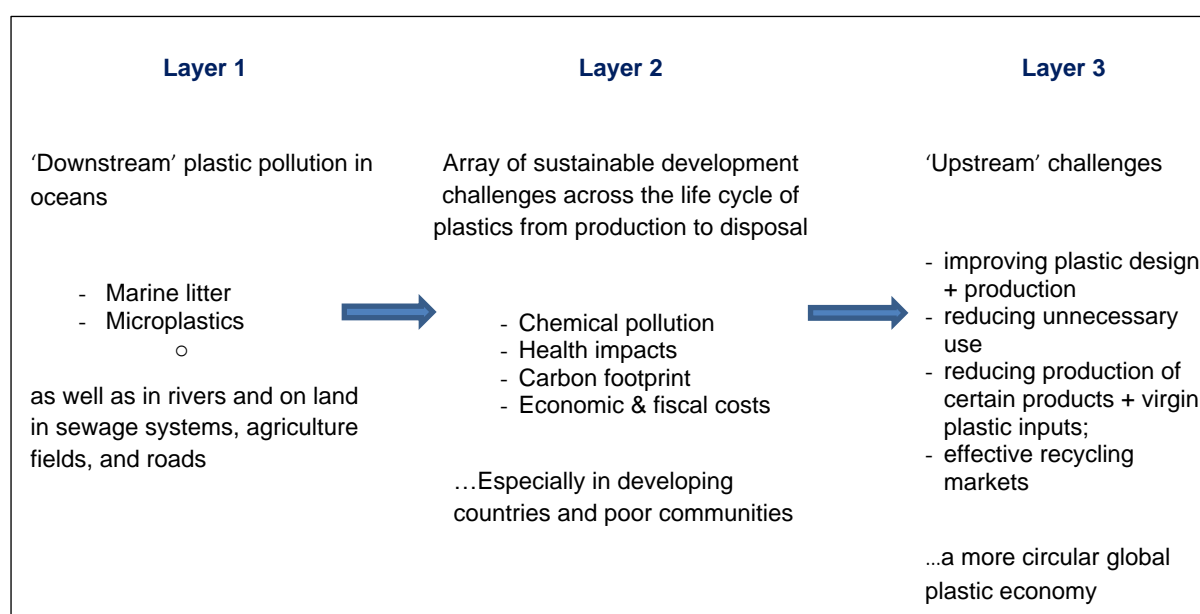 Layer 1
'Downstream' plastic pollution in
oceans
- Marine litter
- Microplastics
○
as well as in rivers and on land
in sewage systems, agriculture
fields, and roads
Layer 2
Array of sustainable development
challenges across the life cycle of
plastics from production to disposal
- Chemical pollution
- Health impacts
- Carbon footprint
- Economic & fiscal costs
…Especially in developing
countries and poor communities
Layer 3
'Upstream' challenges
- improving plastic design
+ production
- reducing unnecessary
use
- reducing production of
certain products + virgin
plastic inputs;
- effective recycling
markets
...a more circular global
plastic economy